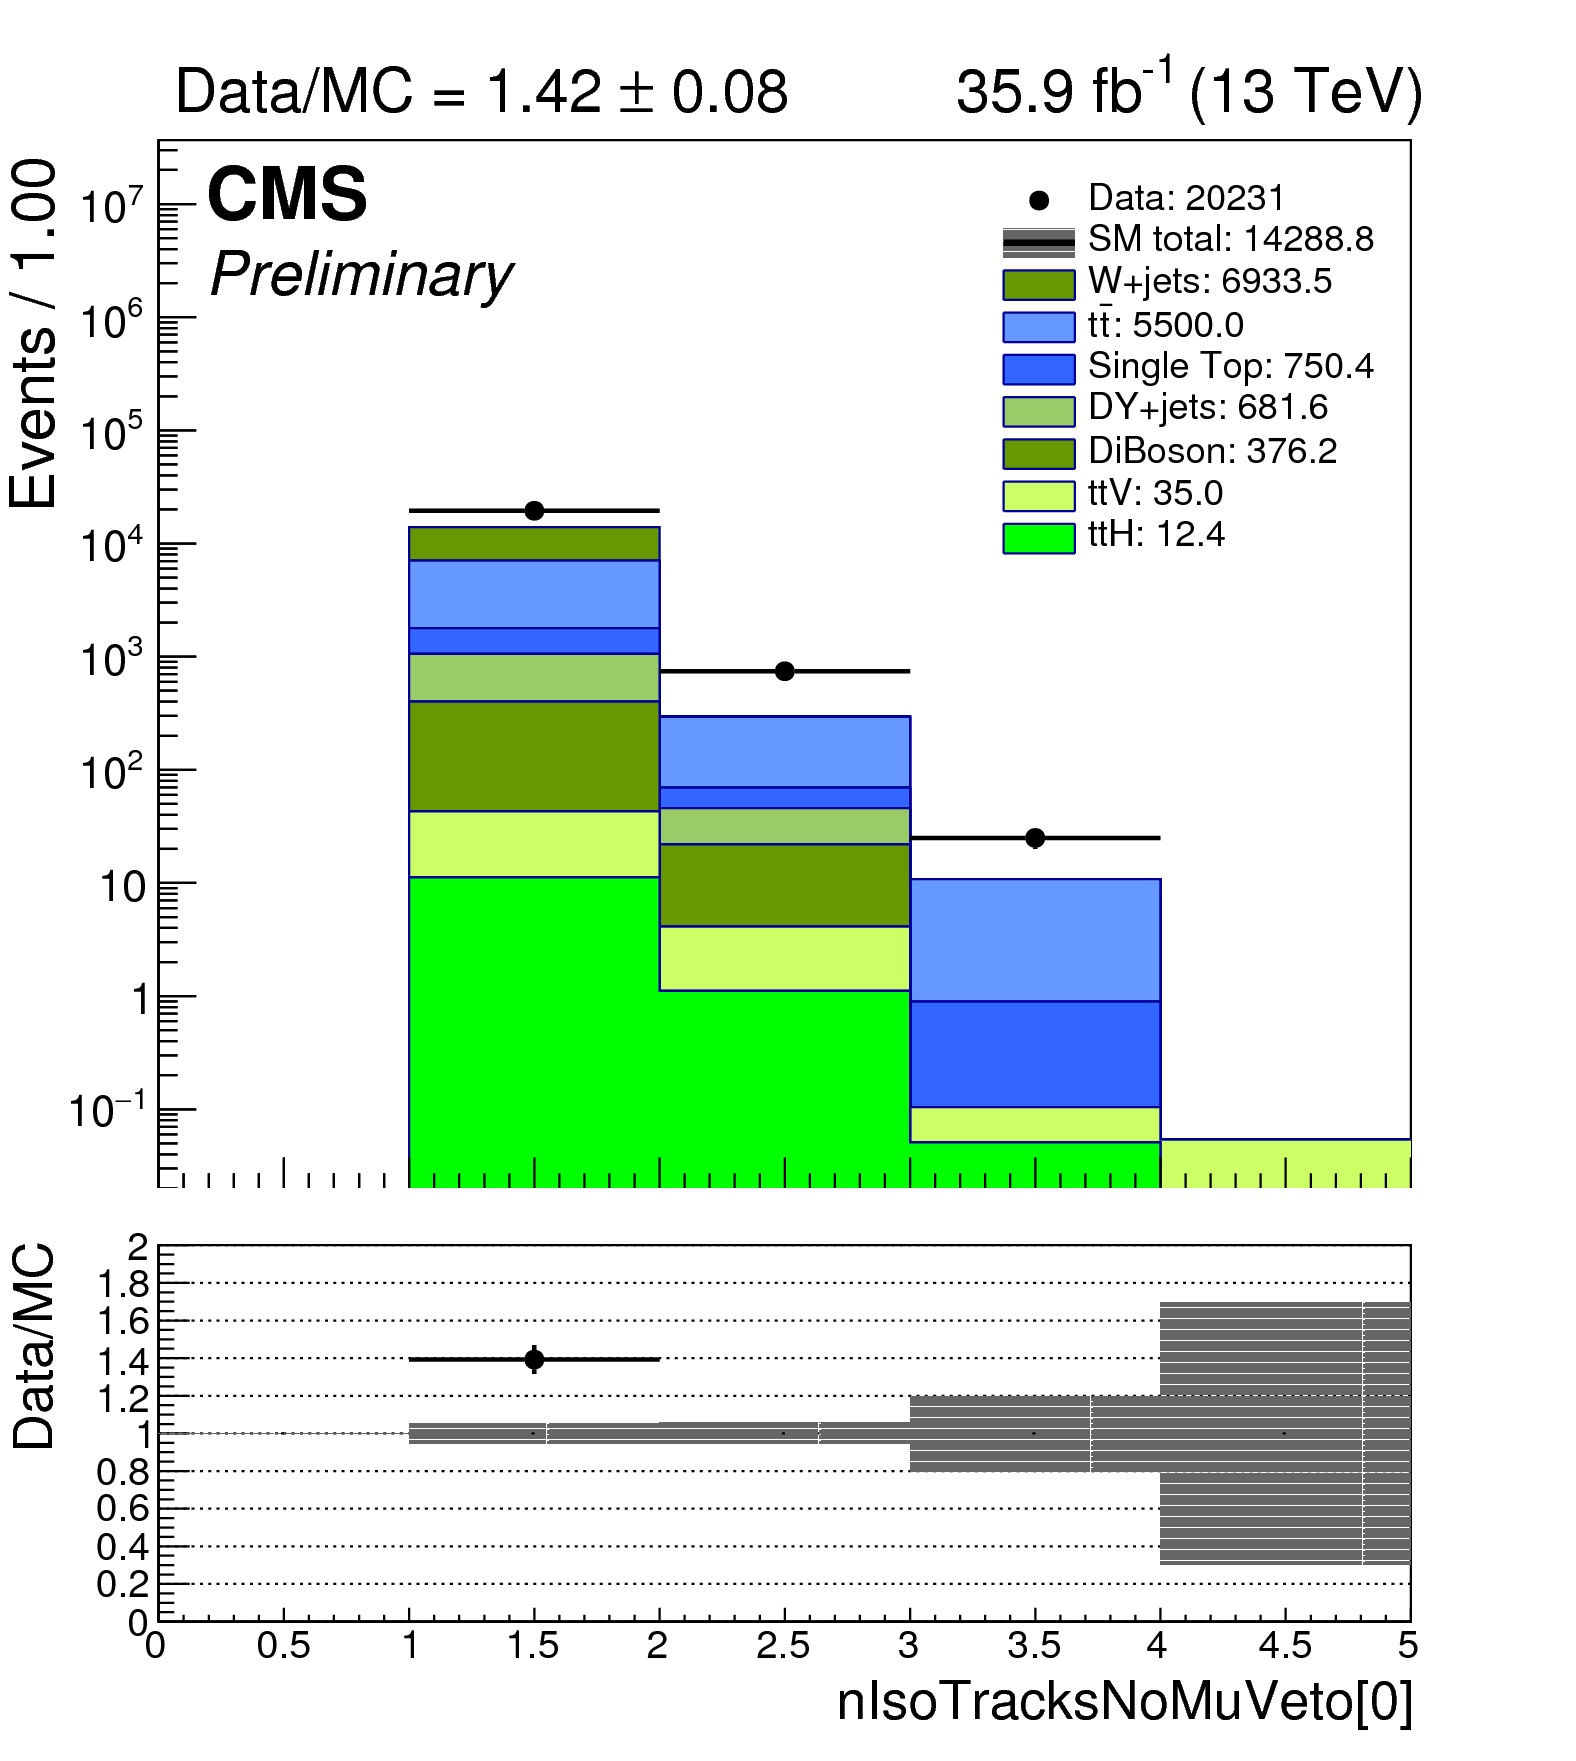 Data/MC = 1.42 ± 0.08
35.9 fb⁻¹ (13 TeV)
CMS
Preliminary
Events / 1.00
10⁷
10⁶
10⁵
10⁴
10³
10²
10
1
10⁻¹
Data: 20231
SM total: 14288.8
W+jets: 6933.5
tt̄: 5500.0
Single Top: 750.4
DY+jets: 681.6
DiBoson: 376.2
ttV: 35.0
ttH: 12.4
Data/MC
2
1.8
1.6
1.4
1.2
1
0.8
0.6
0.4
0.2
0
0 0.5 1 1.5 2 2.5 3 3.5 4 4.5 5
nIsoTracksNoMuVeto[0]